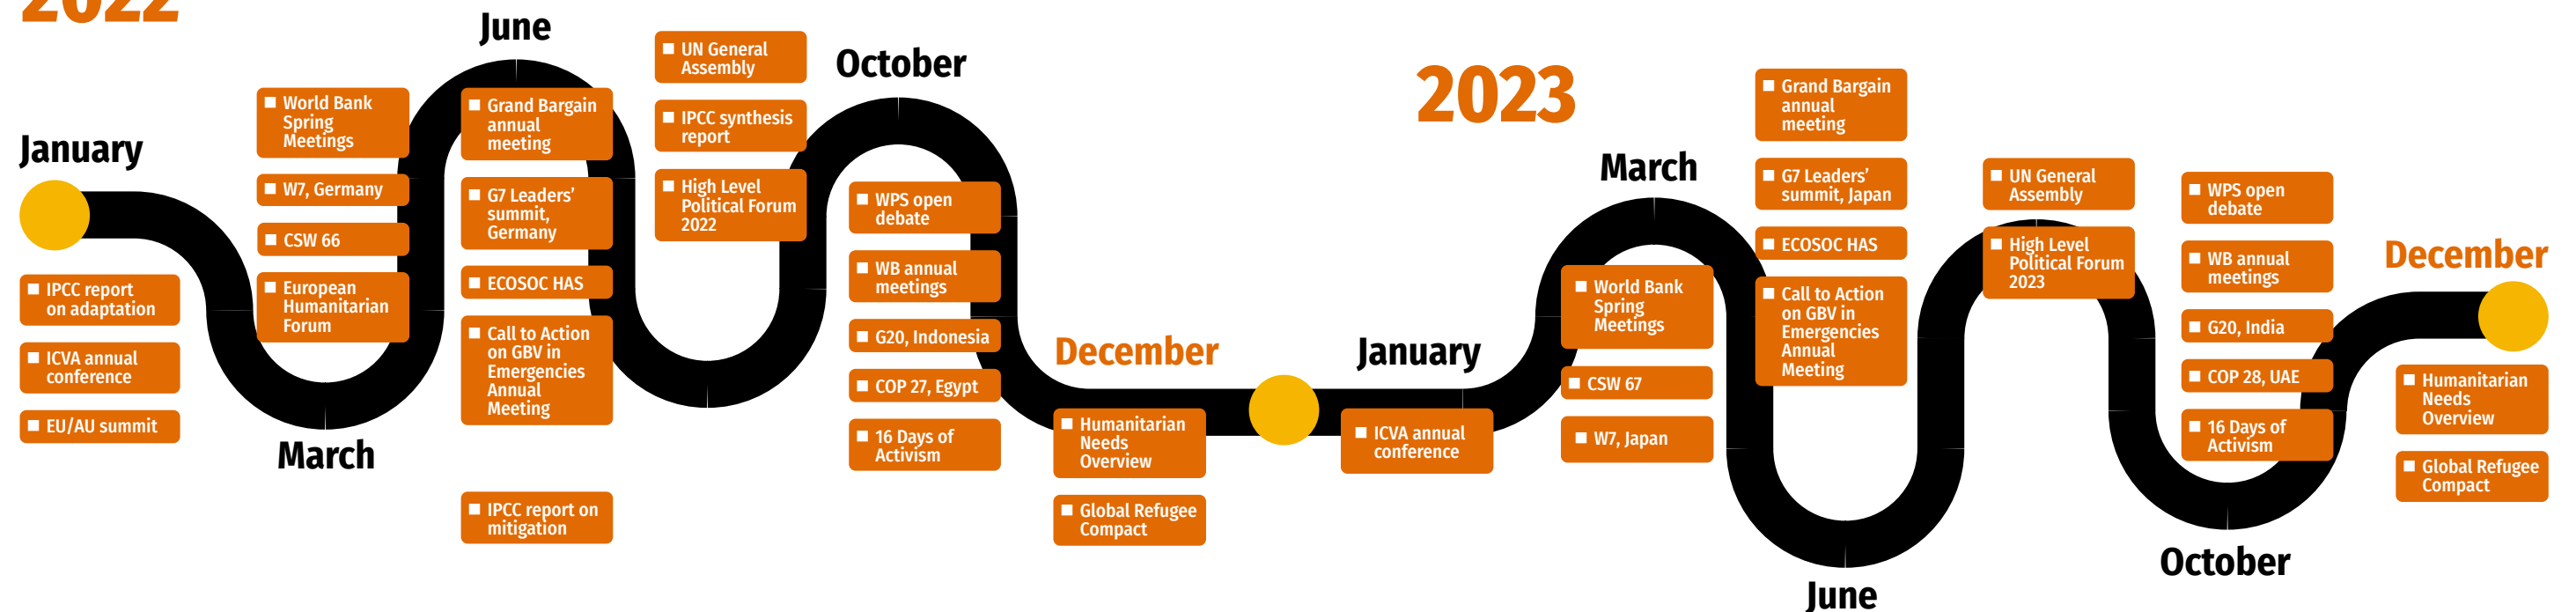 2022
January
IPCC report
on adaptation
ICVA annual
conference
EU/AU summit
World Bank
Spring
Meetings
W7, Germany
CSW 66
European
Humanitarian
Forum
March
June
Grand Bargain
annual
meeting
G7 Leaders’
summit,
Germany
ECOSOC HAS
Call to Action
on GBV in
Emergencies
Annual
Meeting
IPCC report on
mitigation
UN General
Assembly
IPCC synthesis
report
High Level
Political Forum
2022
October
WPS open
debate
WB annual
meetings
G20, Indonesia
COP 27, Egypt
16 Days of
Activism
December
Humanitarian
Needs
Overview
Global Refugee
Compact
2023
January
ICVA annual
conference
March
World Bank
Spring
Meetings
CSW 67
W7, Japan
Grand Bargain
annual
meeting
G7 Leaders’
summit, Japan
ECOSOC HAS
Call to Action
on GBV in
Emergencies
Annual
Meeting
June
UN General
Assembly
High Level
Political Forum
2023
WPS open
debate
WB annual
meetings
G20, India
COP 28, UAE
16 Days of
Activism
October
December
Humanitarian
Needs
Overview
Global Refugee
Compact